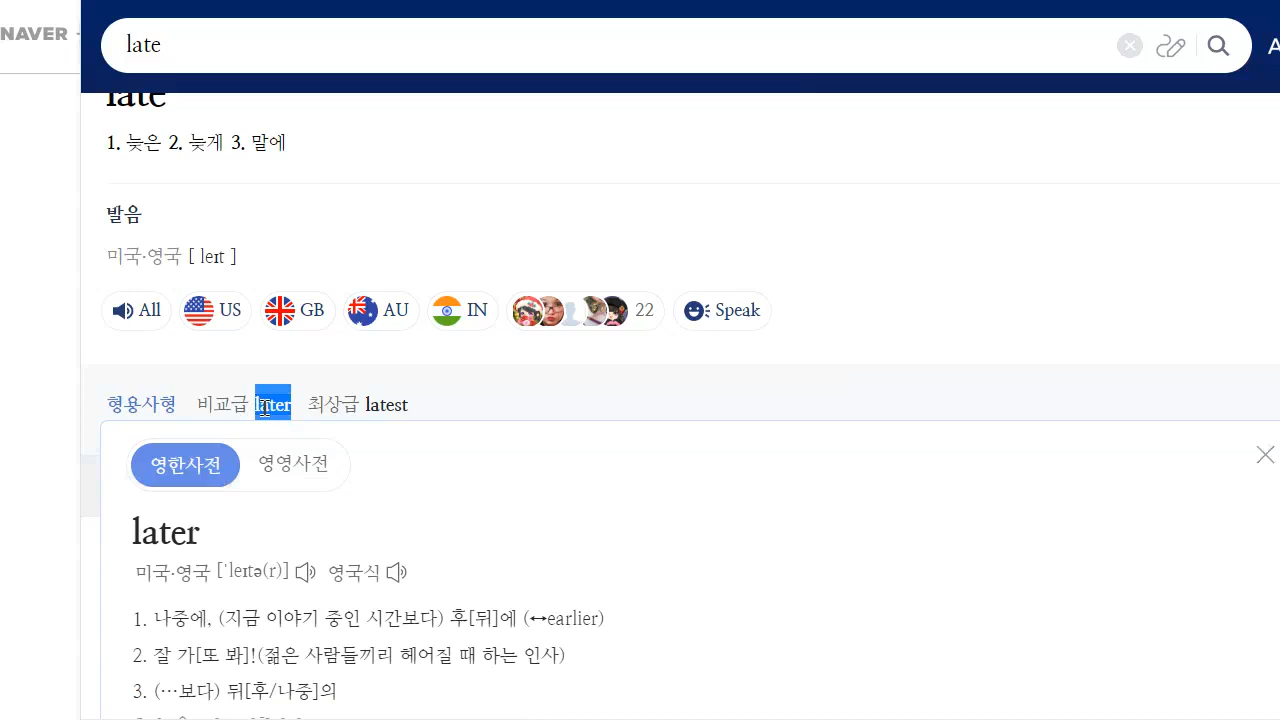 NAVER
late
late
1. 늦은 2. 늦게 3. 말에
발음
미국·영국 [ leɪt ]
All US GB AU IN 22 Speak
형용사형 비교급 later 최상급 latest
영한사전 영영사전
later
미국·영국 [ˈleɪtə(r)] 영국식
1. 나중에, (지금 이야기 중인 시간보다) 후[뒤]에 (↔earlier)
2. 잘 가[또 봐]!(젊은 사람들끼리 헤어질 때 하는 인사)
3. (…보다) 뒤[후/나중]의